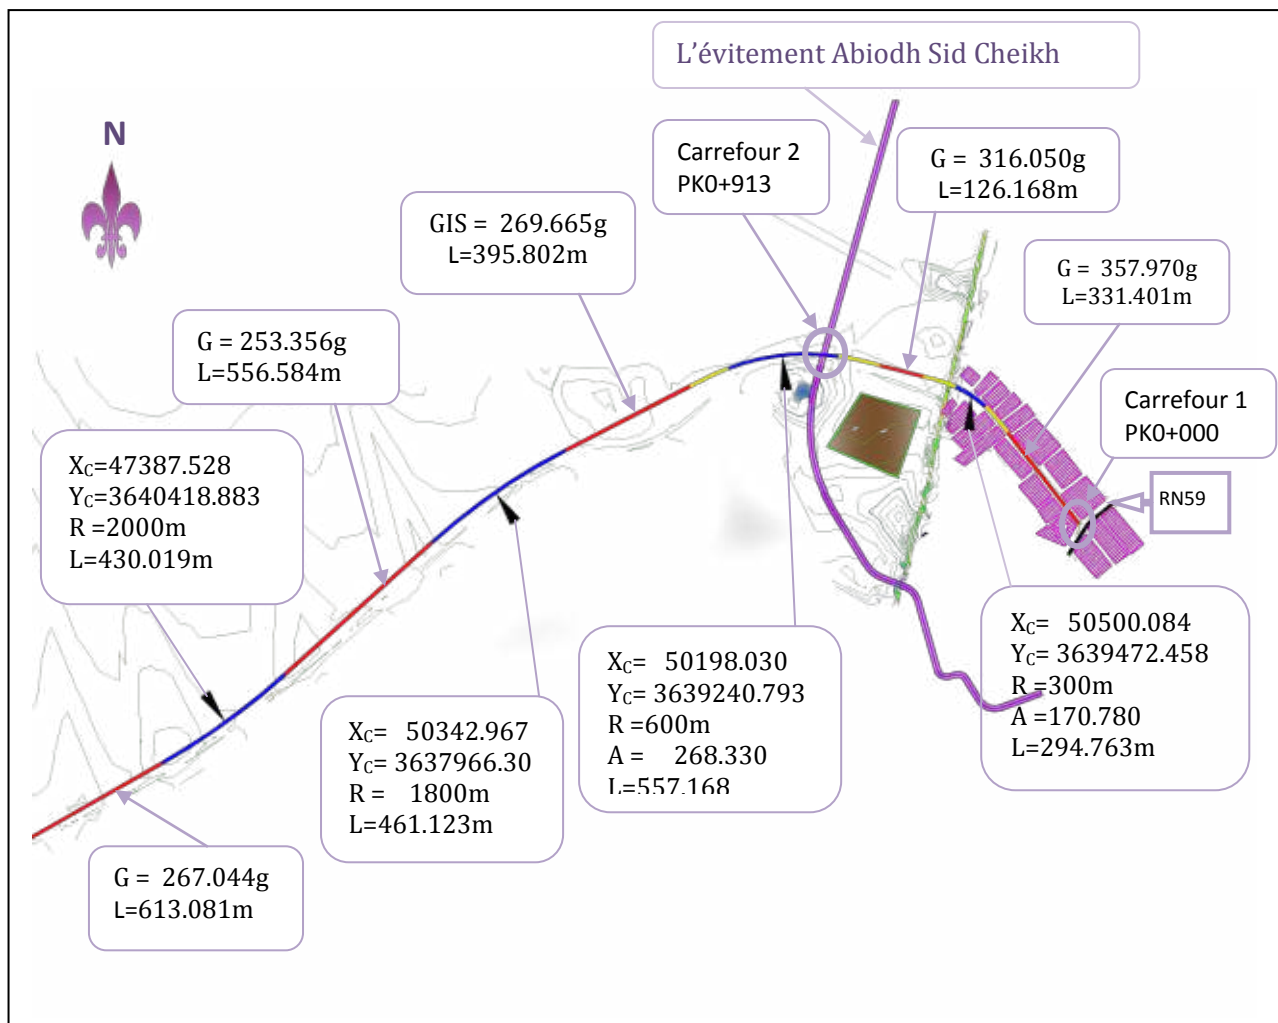 L'évitement Abiodh Sid Cheikh
N
Carrefour 2
PK0+913
G = 316.050g
L=126.168m
GIS = 269.665g
L=395.802m
G = 357.970g
L=331.401m
G = 253.356g
L=556.584m
Carrefour 1
PK0+000
RN59
XC=47387.528
YC=3640418.883
R =2000m
L=430.019m
XC= 50500.084
YC= 3639472.458
R =300m
A =170.780
L=294.763m
XC= 50198.030
YC= 3639240.793
R =600m
A = 268.330
L=557.168
XC= 50342.967
YC= 3637966.30
R = 1800m
L=461.123m
G = 267.044g
L=613.081m